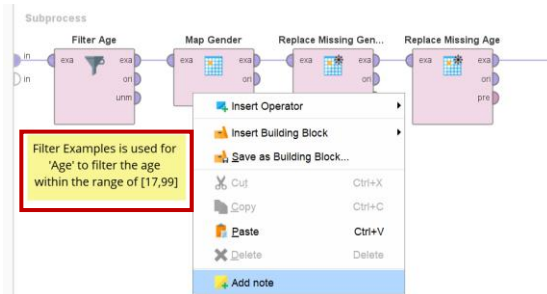 Subprocess
Filter Age
Map Gender
Replace Missing Gen...
Replace Missing Age
in
exa
exa
exa
exa
exa
exa
exa
exa
in
ori
ori
ori
ori
unm
pre
Insert Operator
Insert Building Block
Save as Building Block...
Cut Ctrl+X
Copy Ctrl+C
Paste Ctrl+V
Delete Delete
Add note
Filter Examples is used for
'Age' to filter the age
within the range of [17,99]